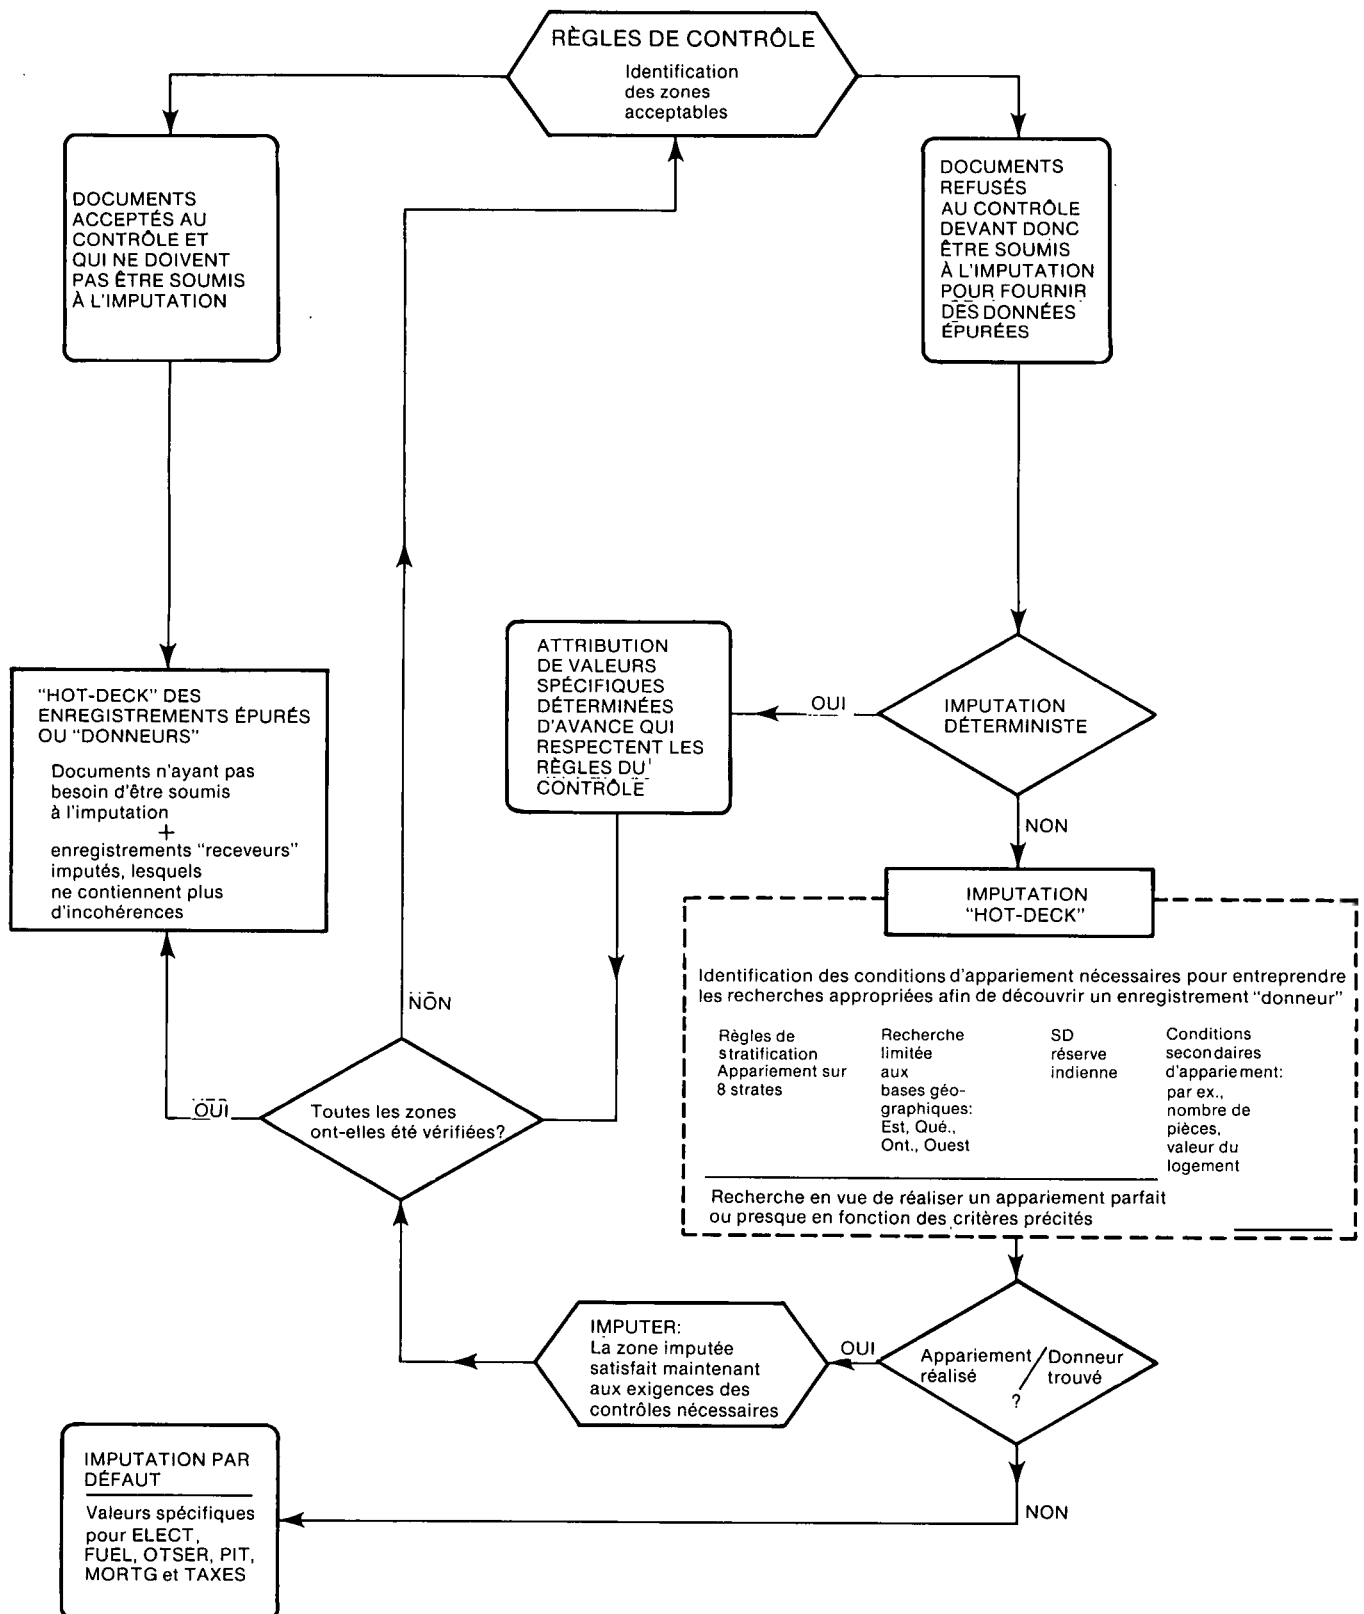 RÈGLES DE CONTRÔLE
Identification
des zones
acceptables
DOCUMENTS
ACCEPTÉS AU
CONTRÔLE ET
QUI NE DOIVENT
PAS ÊTRE SOUMIS
À L'IMPUTATION
DOCUMENTS
REFUSÉS
AU CONTRÔLE
DEVANT DONC
ÊTRE SOUMIS
À L'IMPUTATION
POUR FOURNIR
DES DONNÉES
ÉPURÉES
ATTRIBUTION
DE VALEURS
SPÉCIFIQUES
DÉTERMINÉES
D'AVANCE QUI
RESPECTENT LES
RÈGLES DU
CONTRÔLE
OUI
IMPUTATION
DÉTERMINISTE
NON
"HOT-DECK" DES
ENREGISTREMENTS ÉPURÉS
OU "DONNEURS"
Documents n'ayant pas
besoin d'être soumis
à l'imputation
+
enregistrements "receveurs"
imputés, lesquels
ne contiennent plus
d'incohérences
IMPUTATION
"HOT-DECK"
Identification des conditions d'appariement nécessaires pour entreprendre
les recherches appropriées afin de découvrir un enregistrement "donneur"
Règles de
stratification
Appariement sur
8 strates
Recherche
limitée
aux
bases géo-
graphiques:
Est, Qué.,
Ont., Ouest
SD
réserve
indienne
Conditions
secondaires
d'appariement:
par ex.,
nombre de
pièces,
valeur du
logement
Recherche en vue de réaliser un appariement parfait
ou presque en fonction des critères précités
NON
OUI
Toutes les zones
ont-elles été vérifiées?
IMPUTER:
La zone imputée
satisfait maintenant
aux exigences des
contrôles nécessaires
OUI
Appariement / Donneur
réalisé trouvé
?
NON
IMPUTATION PAR
DÉFAUT
Valeurs spécifiques
pour ELECT,
FUEL, OTSER, PIT,
MORTG et TAXES